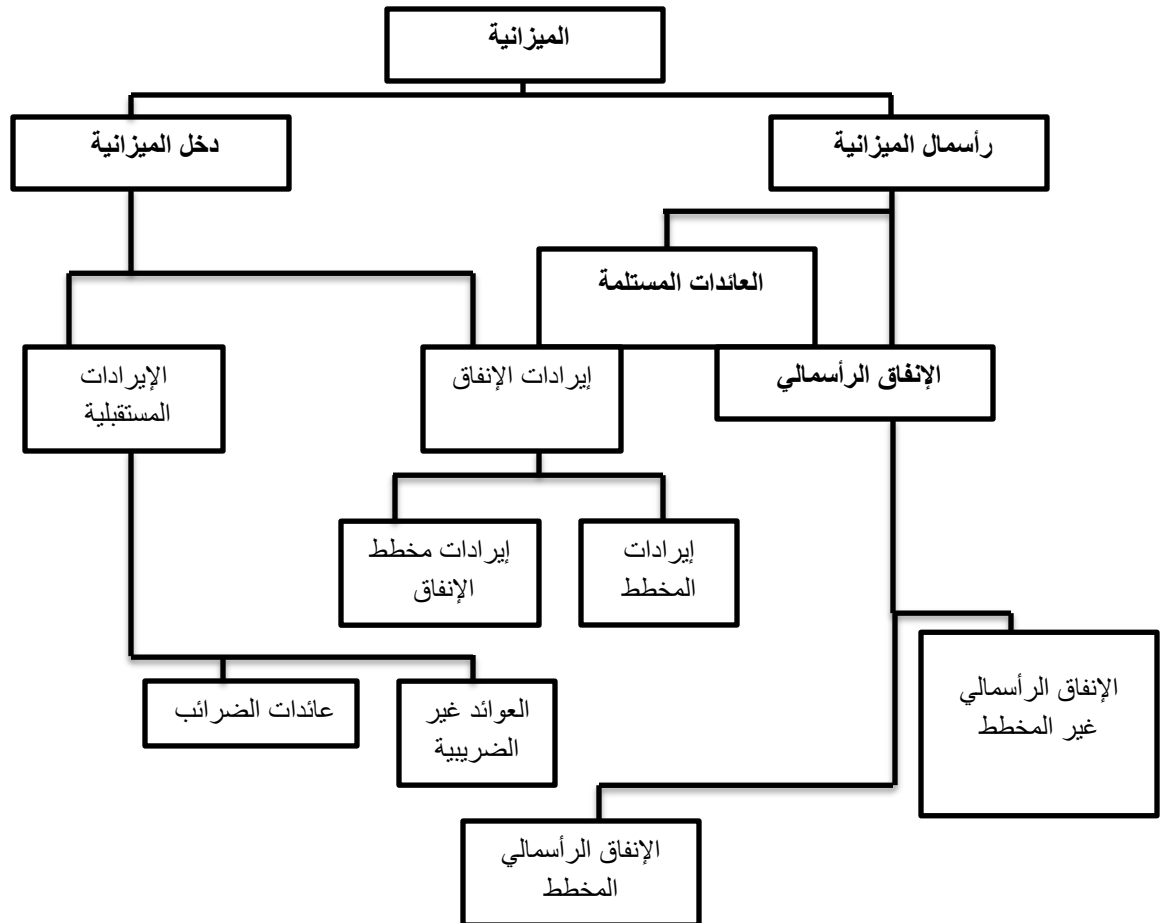 الميزانية
رأسمال الميزانية
دخل الميزانية
العائدات المستلمة
الإنفاق الرأسمالي
إيرادات الإنفاق
الإيرادات
المستقبلية
إيرادات
المخطط
إيرادات مخطط
الإنفاق
الإنفاق الرأسمالي
غير المخطط
العوائد غير
الضريبية
عائدات الضرائب
الإنفاق الرأسمالي
المخطط